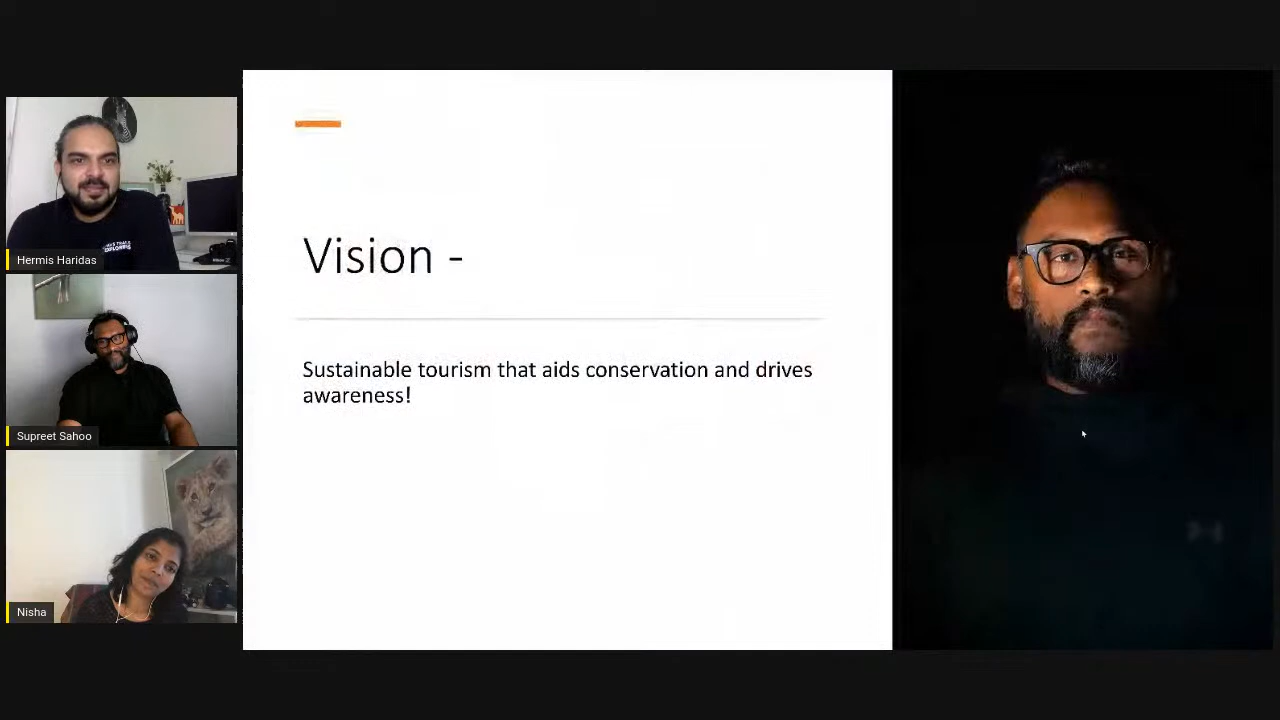 Hermis Haridas
Supreet Sahoo
Nisha
Vision -
Sustainable tourism that aids conservation and drives
awareness!